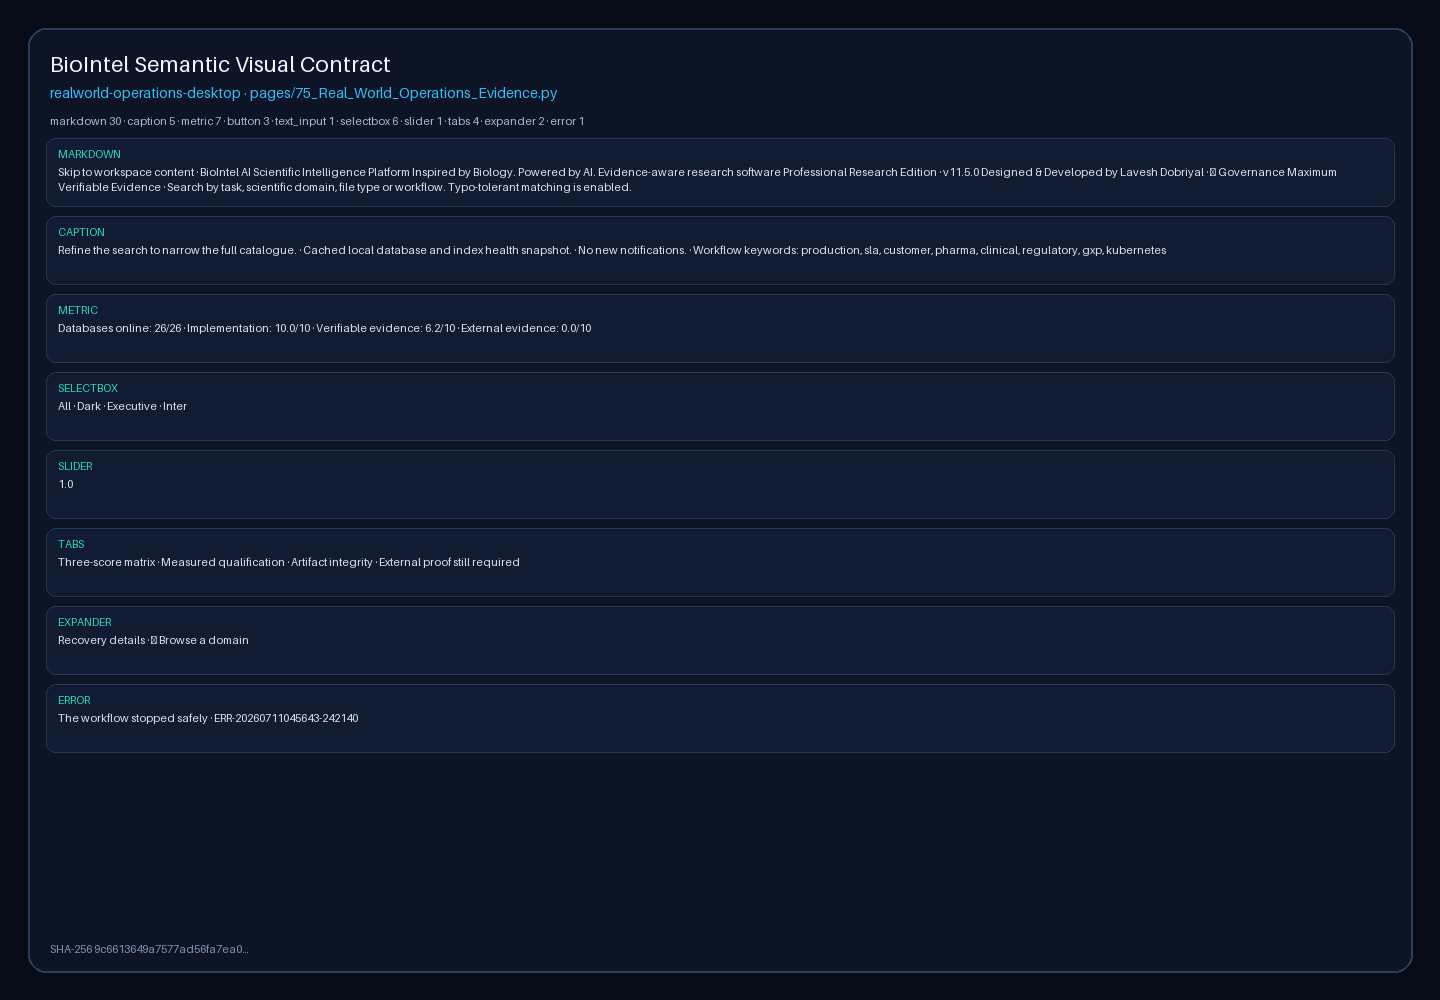 BioIntel Semantic Visual Contract
realworld-operations-desktop · pages/75_Real_World_Operations_Evidence.py
markdown 30 · caption 5 · metric 7 · button 3 · text_input 1 · selectbox 6 · slider 1 · tabs 4 · expander 2 · error 1
MARKDOWN
Skip to workspace content · BioIntel AI Scientific Intelligence Platform Inspired by Biology. Powered by AI. Evidence-aware research software Professional Research Edition · v11.5.0 Designed & Developed by Lavesh Dobriyal · Governance Maximum
Verifiable Evidence · Search by task, scientific domain, file type or workflow. Typo-tolerant matching is enabled.
CAPTION
Refine the search to narrow the full catalogue. · Cached local database and index health snapshot. · No new notifications. · Workflow keywords: production, sla, customer, pharma, clinical, regulatory, gxp, kubernetes
METRIC
Databases online: 26/26 · Implementation: 10.0/10 · Verifiable evidence: 6.2/10 · External evidence: 0.0/10
SELECTBOX
All · Dark · Executive · Inter
SLIDER
1.0
TABS
Three-score matrix · Measured qualification · Artifact integrity · External proof still required
EXPANDER
Recovery details · Browse a domain
ERROR
The workflow stopped safely · ERR-20260711045643-242140
SHA-256 9c6613649a7577ad56fa7ea0…